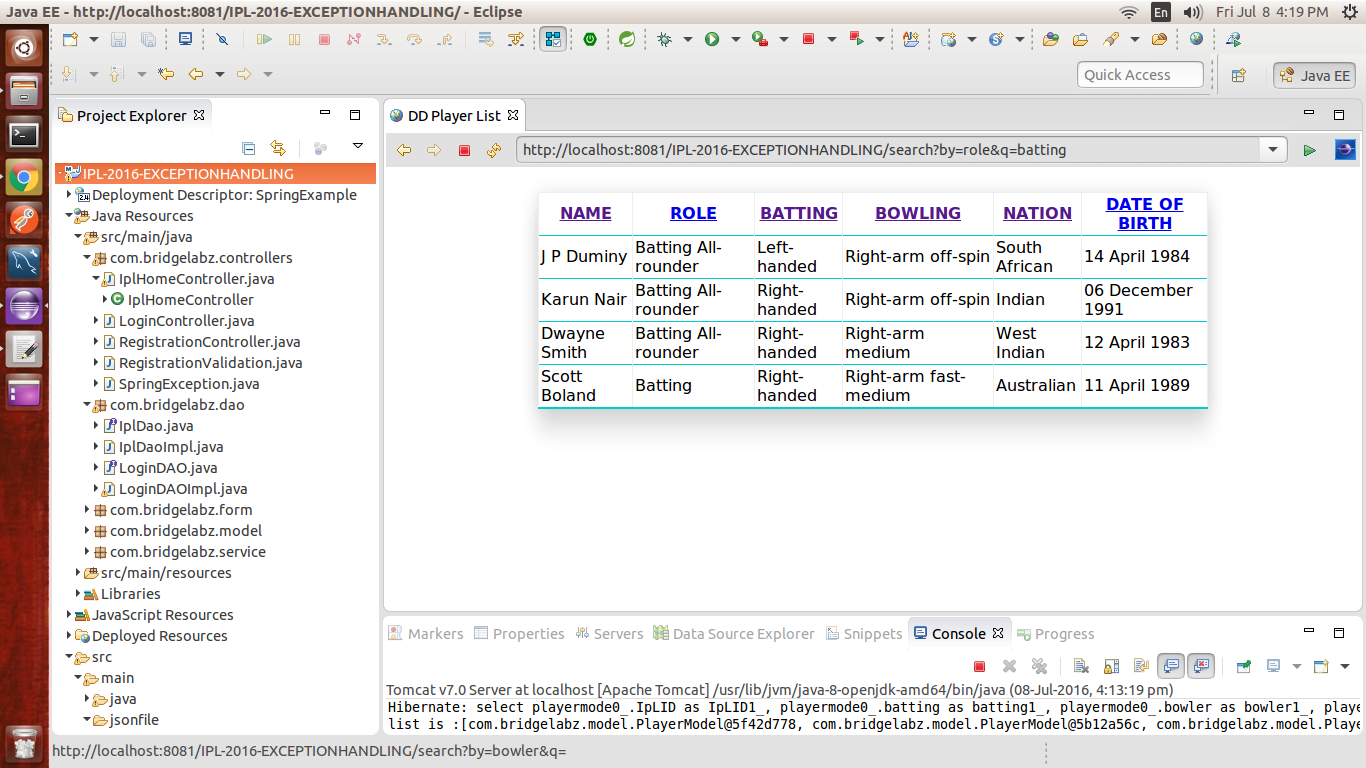 Java EE - http://localhost:8081/IPL-2016-EXCEPTIONHANDLING/ - Eclipse
En
Fri Jul 8 4:19 PM
Quick Access
Java EE
Project Explorer
IPL-2016-EXCEPTIONHANDLING
Deployment Descriptor: SpringExample
Java Resources
src/main/java
com.bridgelabz.controllers
IplHomeController.java
IplHomeController
LoginController.java
RegistrationController.java
RegistrationValidation.java
SpringException.java
com.bridgelabz.dao
IplDao.java
IplDaoImpl.java
LoginDAO.java
LoginDAOImpl.java
com.bridgelabz.form
com.bridgelabz.model
com.bridgelabz.service
src/main/resources
Libraries
JavaScript Resources
Deployed Resources
src
main
java
jsonfile
DD Player List
http://localhost:8081/IPL-2016-EXCEPTIONHANDLING/search?by=role&q=batting
NAME ROLE BATTING BOWLING NATION DATE OF BIRTH
J P Duminy Batting All-rounder Left-handed Right-arm off-spin South African 14 April 1984
Karun Nair Batting All-rounder Right-handed Right-arm off-spin Indian 06 December 1991
Dwayne Smith Batting All-rounder Right-handed Right-arm medium West Indian 12 April 1983
Scott Boland Batting Right-handed Right-arm fast-medium Australian 11 April 1989
Markers Properties Servers Data Source Explorer Snippets Console Progress
Tomcat v7.0 Server at localhost [Apache Tomcat] /usr/lib/jvm/java-8-openjdk-amd64/bin/java (08-Jul-2016, 4:13:19 pm)
Hibernate: select playermode0_.IpLID as IpLID1_, playermode0_.batting as batting1_, playermode0_.bowler as bowler1_, playe
list is :[com.bridgelabz.model.PlayerModel@5f42d778, com.bridgelabz.model.PlayerModel@5b12a56c, com.bridgelabz.model.Playe
http://localhost:8081/IPL-2016-EXCEPTIONHANDLING/search?by=bowler&q=